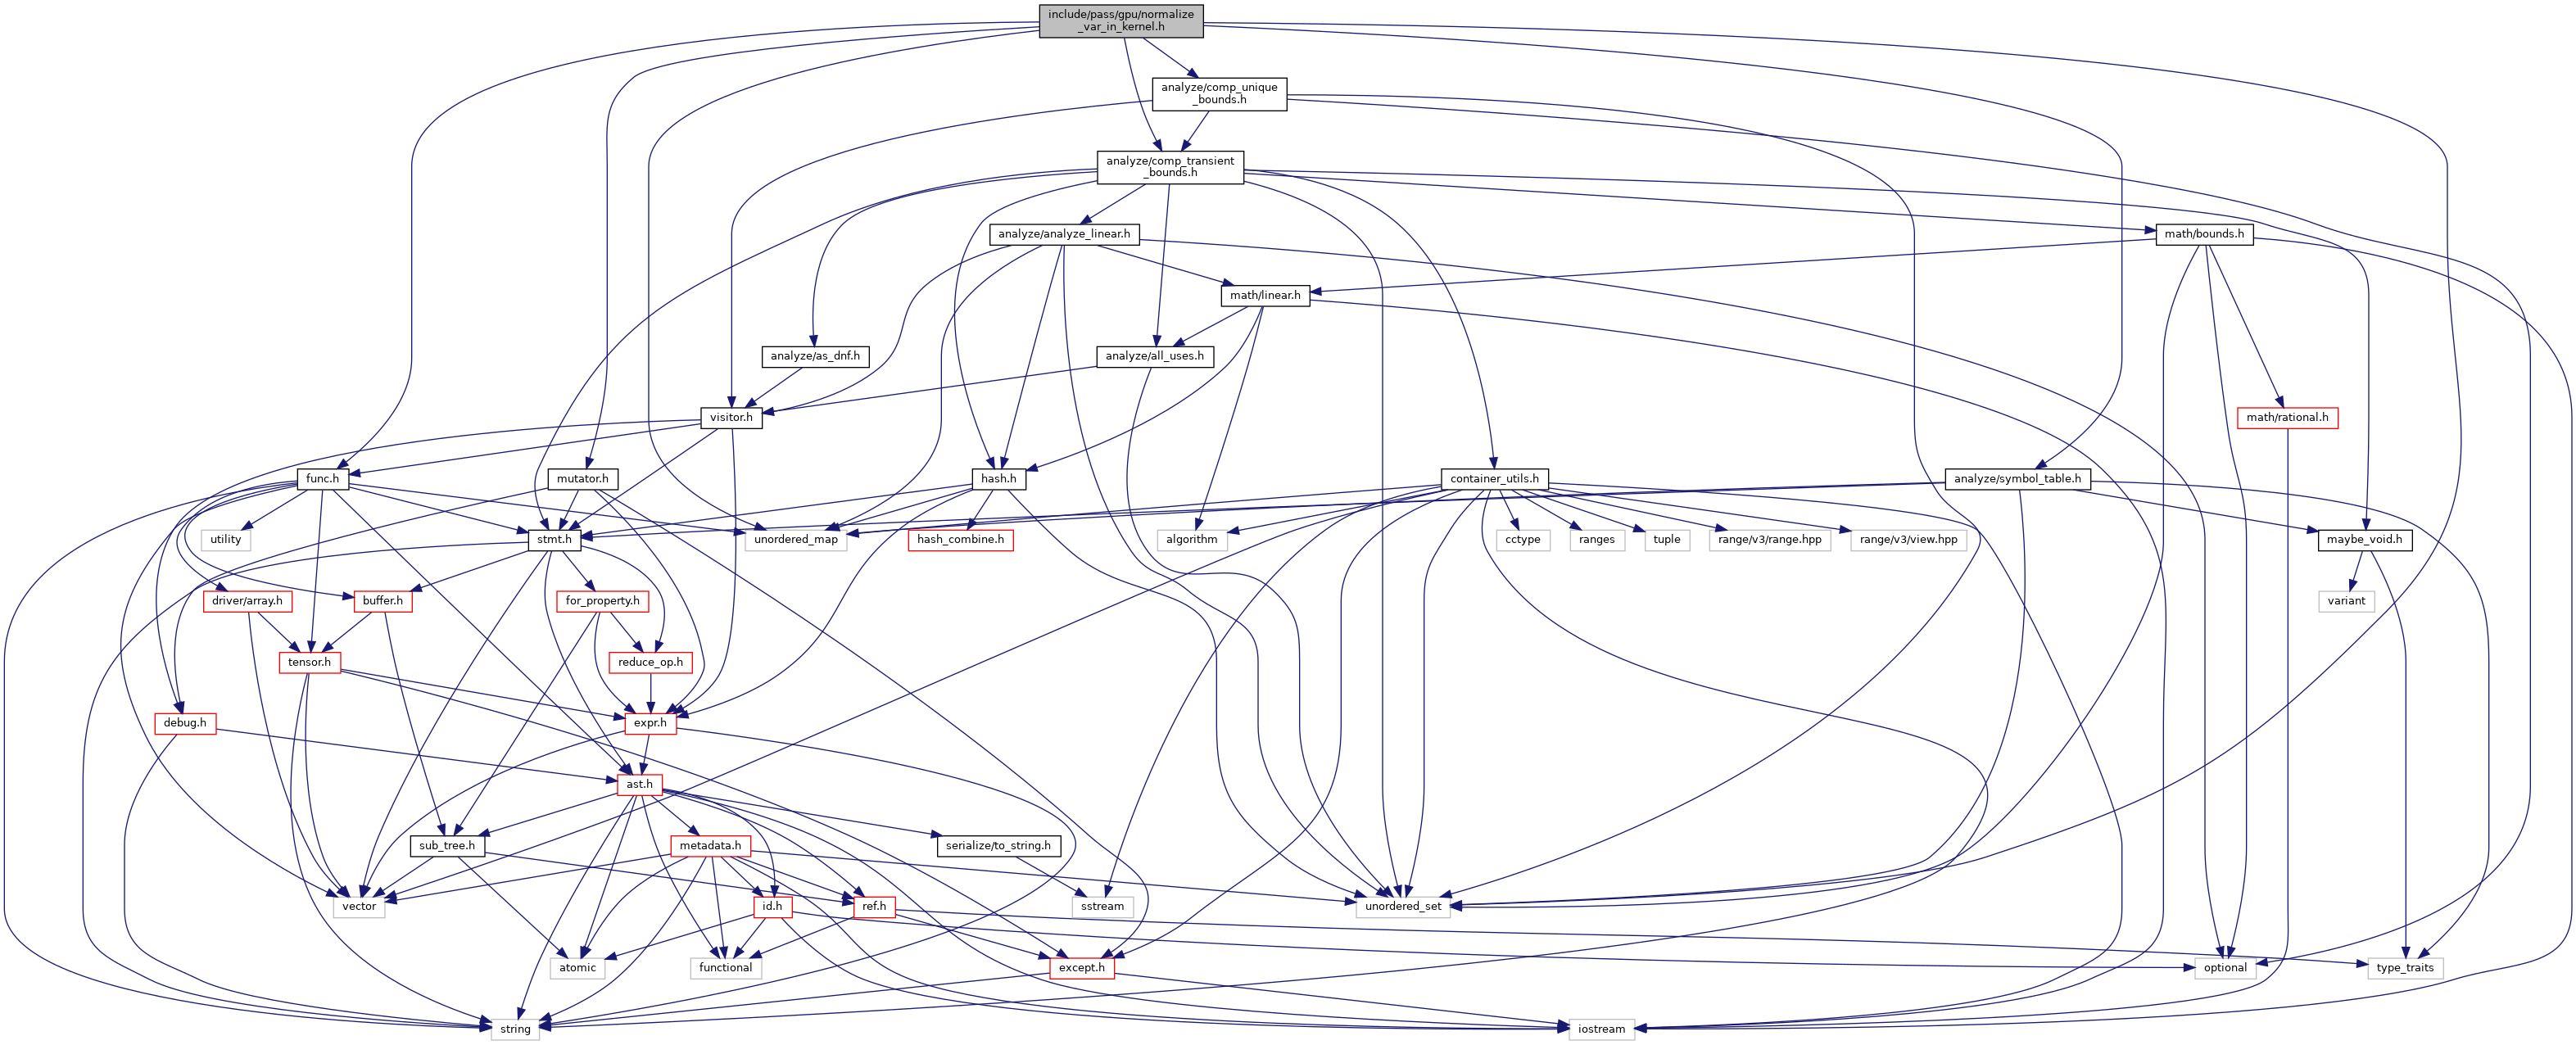 include/pass/gpu/normalize
_var_in_kernel.h
analyze/comp_unique
_bounds.h
analyze/comp_transient
_bounds.h
analyze/analyze_linear.h
math/bounds.h
math/linear.h
analyze/as_dnf.h
analyze/all_uses.h
visitor.h
math/rational.h
func.h
mutator.h
hash.h
container_utils.h
analyze/symbol_table.h
utility
stmt.h
unordered_map
hash_combine.h
algorithm
cctype
ranges
tuple
range/v3/range.hpp
range/v3/view.hpp
maybe_void.h
driver/array.h
buffer.h
for_property.h
variant
tensor.h
reduce_op.h
debug.h
expr.h
ast.h
sub_tree.h
metadata.h
serialize/to_string.h
vector
id.h
ref.h
sstream
unordered_set
atomic
functional
except.h
optional
type_traits
string
iostream